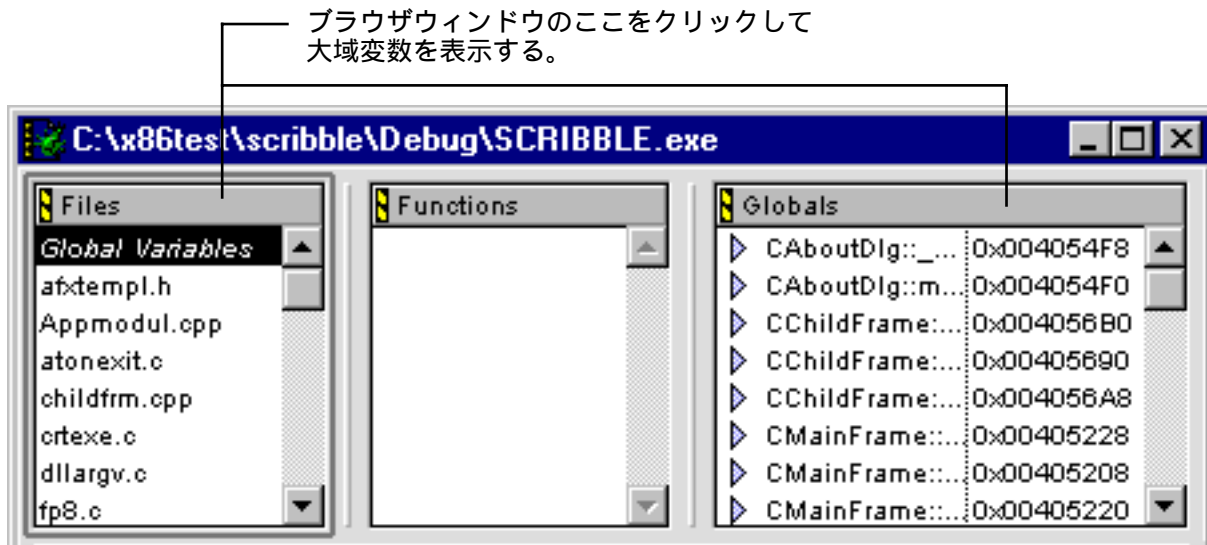 ブラウザウィンドウのここをクリックして
大域変数を表示する。
C:\x86test\scribble\Debug\SCRIBBLE.exe
Files
Global Variables
afxtempl.h
Appmodul.cpp
atonexit.c
childfrm.cpp
crtexe.c
dllargv.c
fp8.c
Functions
Globals
CAboutDlg::_... 0x004054F8
CAboutDlg::m... 0x004054F0
CChildFrame:... 0x004056B0
CChildFrame:... 0x00405690
CChildFrame:... 0x004056A8
CMainFrame::... 0x00405228
CMainFrame::... 0x00405208
CMainFrame::... 0x00405220